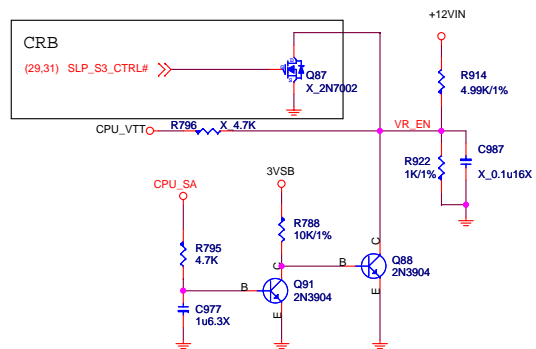 +12VIN
CRB
(29,31) SLP_S3_CTRL#
Q87
X_2N7002
R914
4.99K/1%
CPU_VTT
R796
X_4.7K
VR_EN
C987
X_0.1u16X
R922
1K/1%
CPU_SA
3VSB
R788
10K/1%
R795
4.7K
C
B
Q88
2N3904
E
C
B
Q91
2N3904
E
C977
1u6.3X